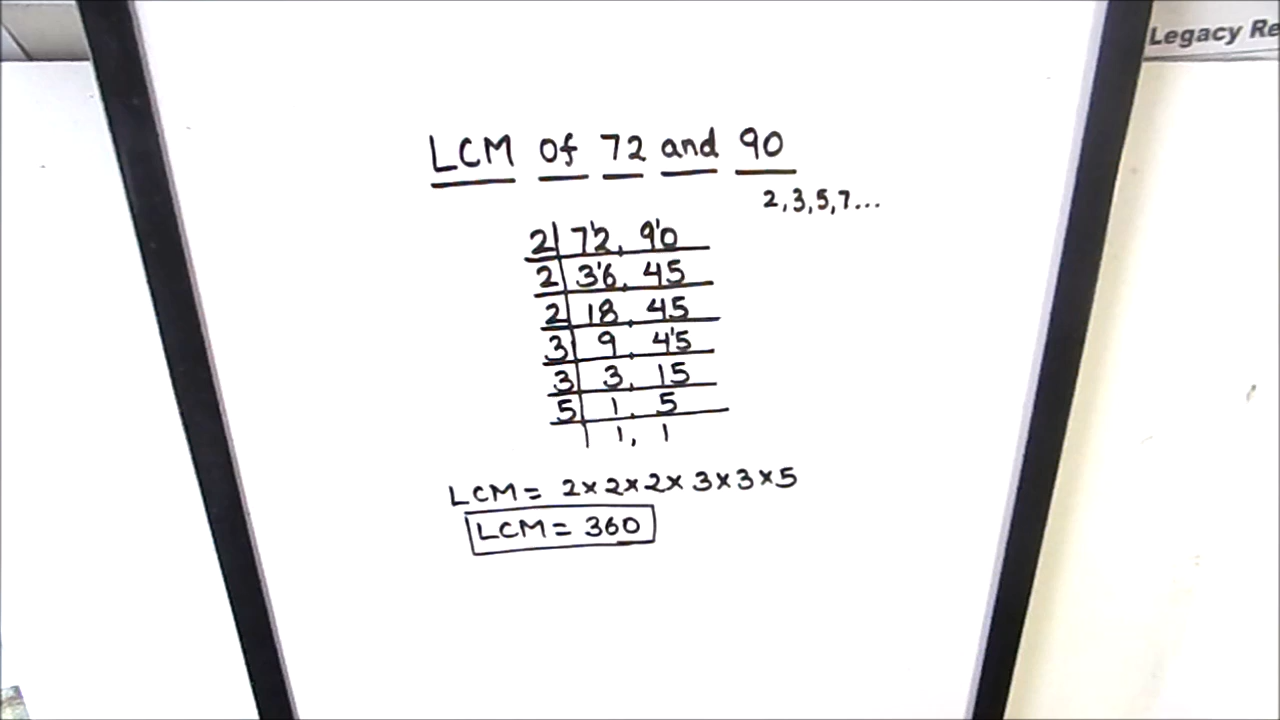 Legacy Re
LCM of 72 and 90
2,3,5,7...
2| 72, 90
2| 36, 45
2| 18, 45
3| 9, 45
3| 3, 15
5| 1, 5
| 1, 1
LCM = 2×2×2×3×3×5
LCM = 360